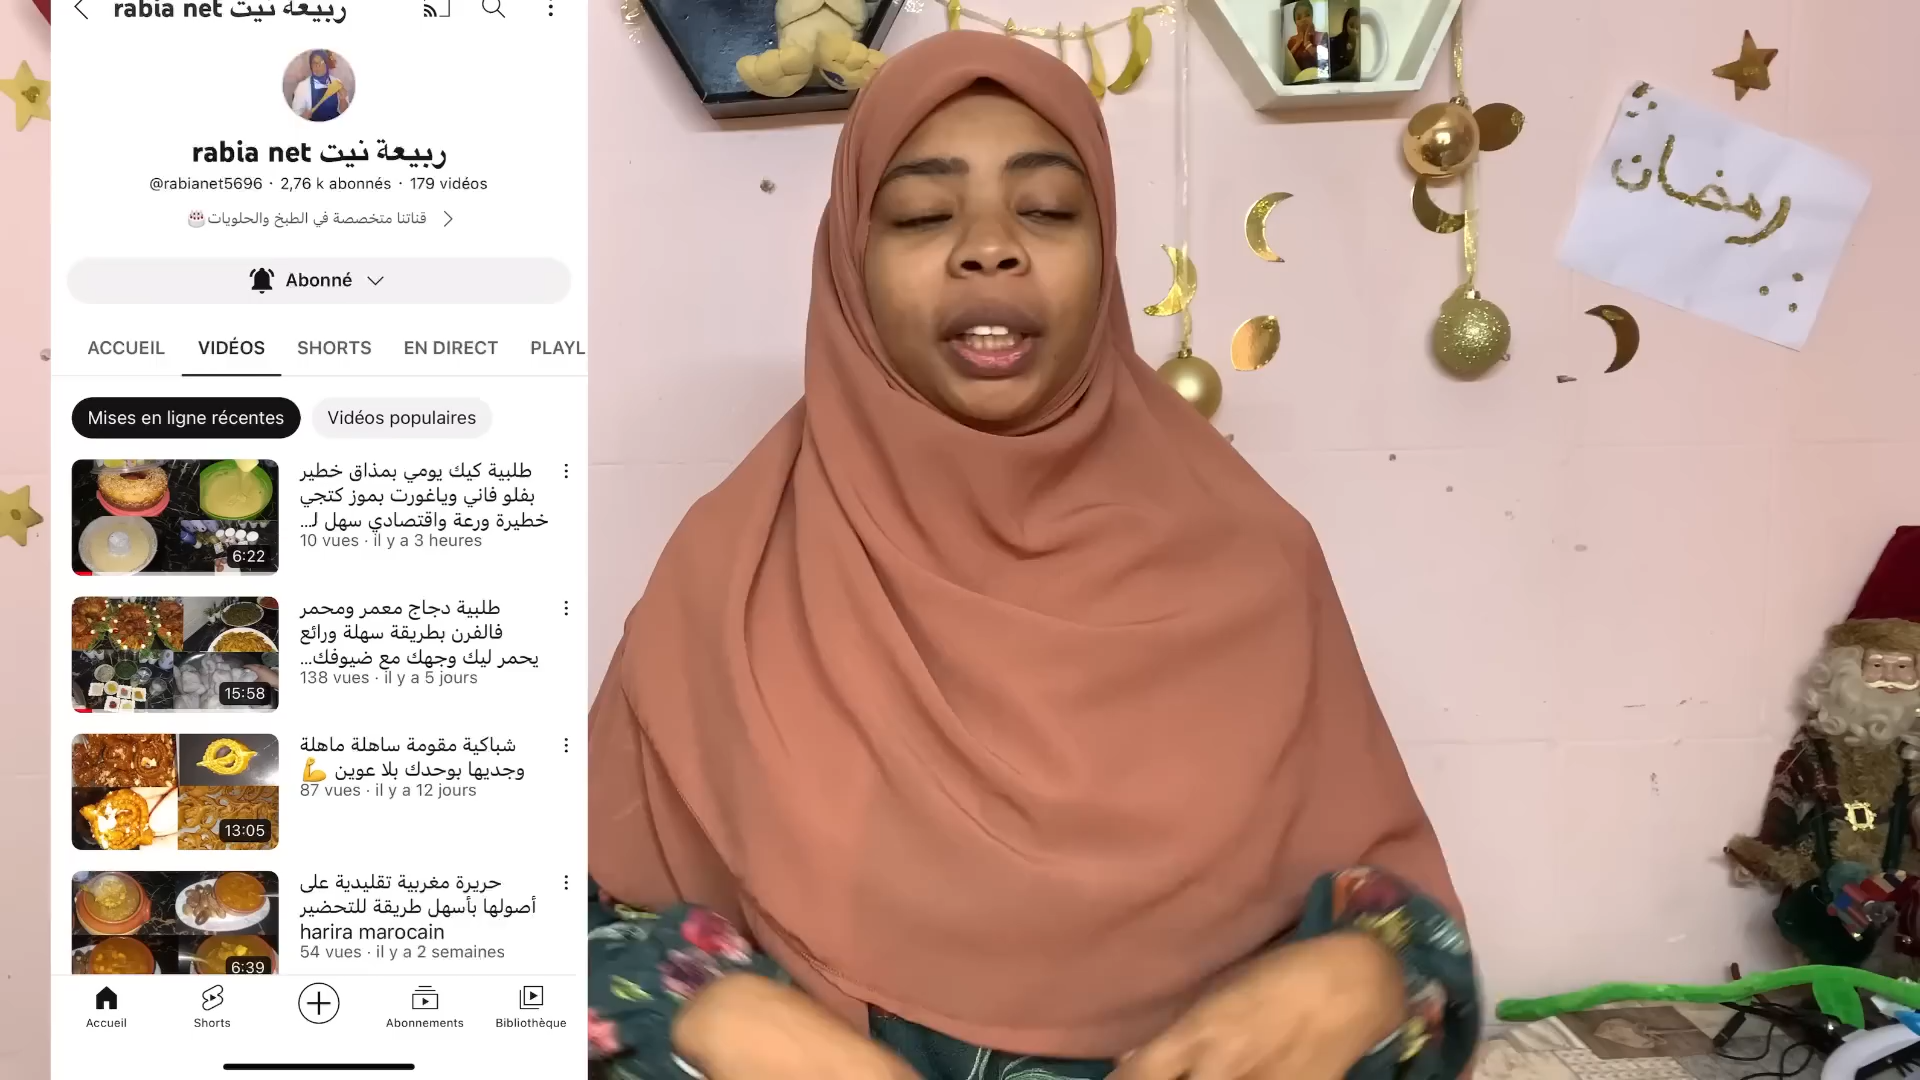 rabia net ربيعة نيت
rabia net ربيعة نيت
@rabianet5696 · 2,76 k abonnés · 179 vidéos
قناتنا متخصصة في الطبخ والحلويات🎂
Abonné
ACCUEIL VIDÉOS SHORTS EN DIRECT PLAYL
Mises en ligne récentes Vidéos populaires
طلبية كيك يومي بمذاق خطير
بفلو فاني وياغورت بموز كتجي
خطيرة ورعة واقتصادي سهل لـ...
10 vues · il y a 3 heures
6:22
طلبية دجاج معمر ومحمر
فالفرن بطريقة سهلة ورائع
يحمر ليك وجهك مع ضيوفك...
138 vues · il y a 5 jours
15:58
شباكية مقومة ساهلة ماهلة
وجديها بوحدك بلا عوين 💪
87 vues · il y a 12 jours
13:05
حريرة مغربية تقليدية على
أصولها بأسهل طريقة للتحضير
harira marocain
54 vues · il y a 2 semaines
6:39
Accueil Shorts Abonnements Bibliothèque
رمضان